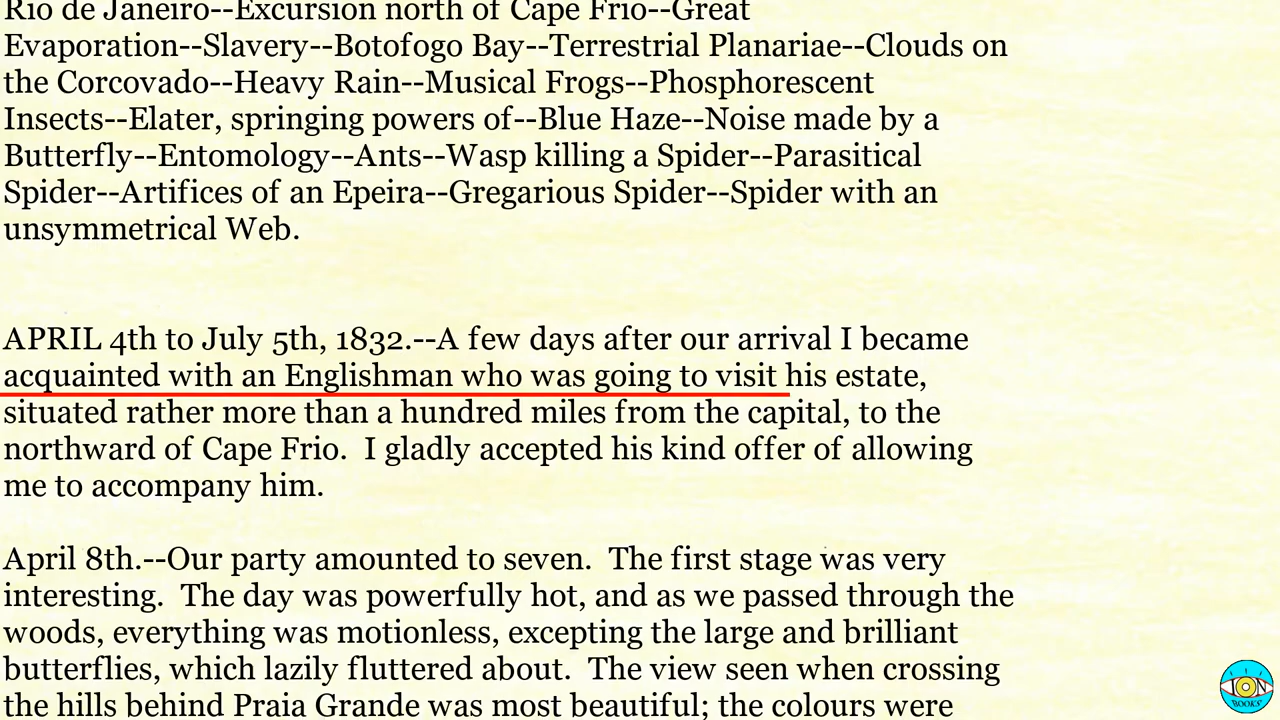 Rio de Janeiro--Excursion north of Cape Frio--Great
Evaporation--Slavery--Botofogo Bay--Terrestrial Planariae--Clouds on
the Corcovado--Heavy Rain--Musical Frogs--Phosphorescent
Insects--Elater, springing powers of--Blue Haze--Noise made by a
Butterfly--Entomology--Ants--Wasp killing a Spider--Parasitical
Spider--Artifices of an Epeira--Gregarious Spider--Spider with an
unsymmetrical Web.
APRIL 4th to July 5th, 1832.--A few days after our arrival I became
acquainted with an Englishman who was going to visit his estate,
situated rather more than a hundred miles from the capital, to the
northward of Cape Frio.  I gladly accepted his kind offer of allowing
me to accompany him.
April 8th.--Our party amounted to seven.  The first stage was very
interesting.  The day was powerfully hot, and as we passed through the
woods, everything was motionless, excepting the large and brilliant
butterflies, which lazily fluttered about.  The view seen when crossing
the hills behind Praia Grande was most beautiful; the colours were
ION
BOOKS